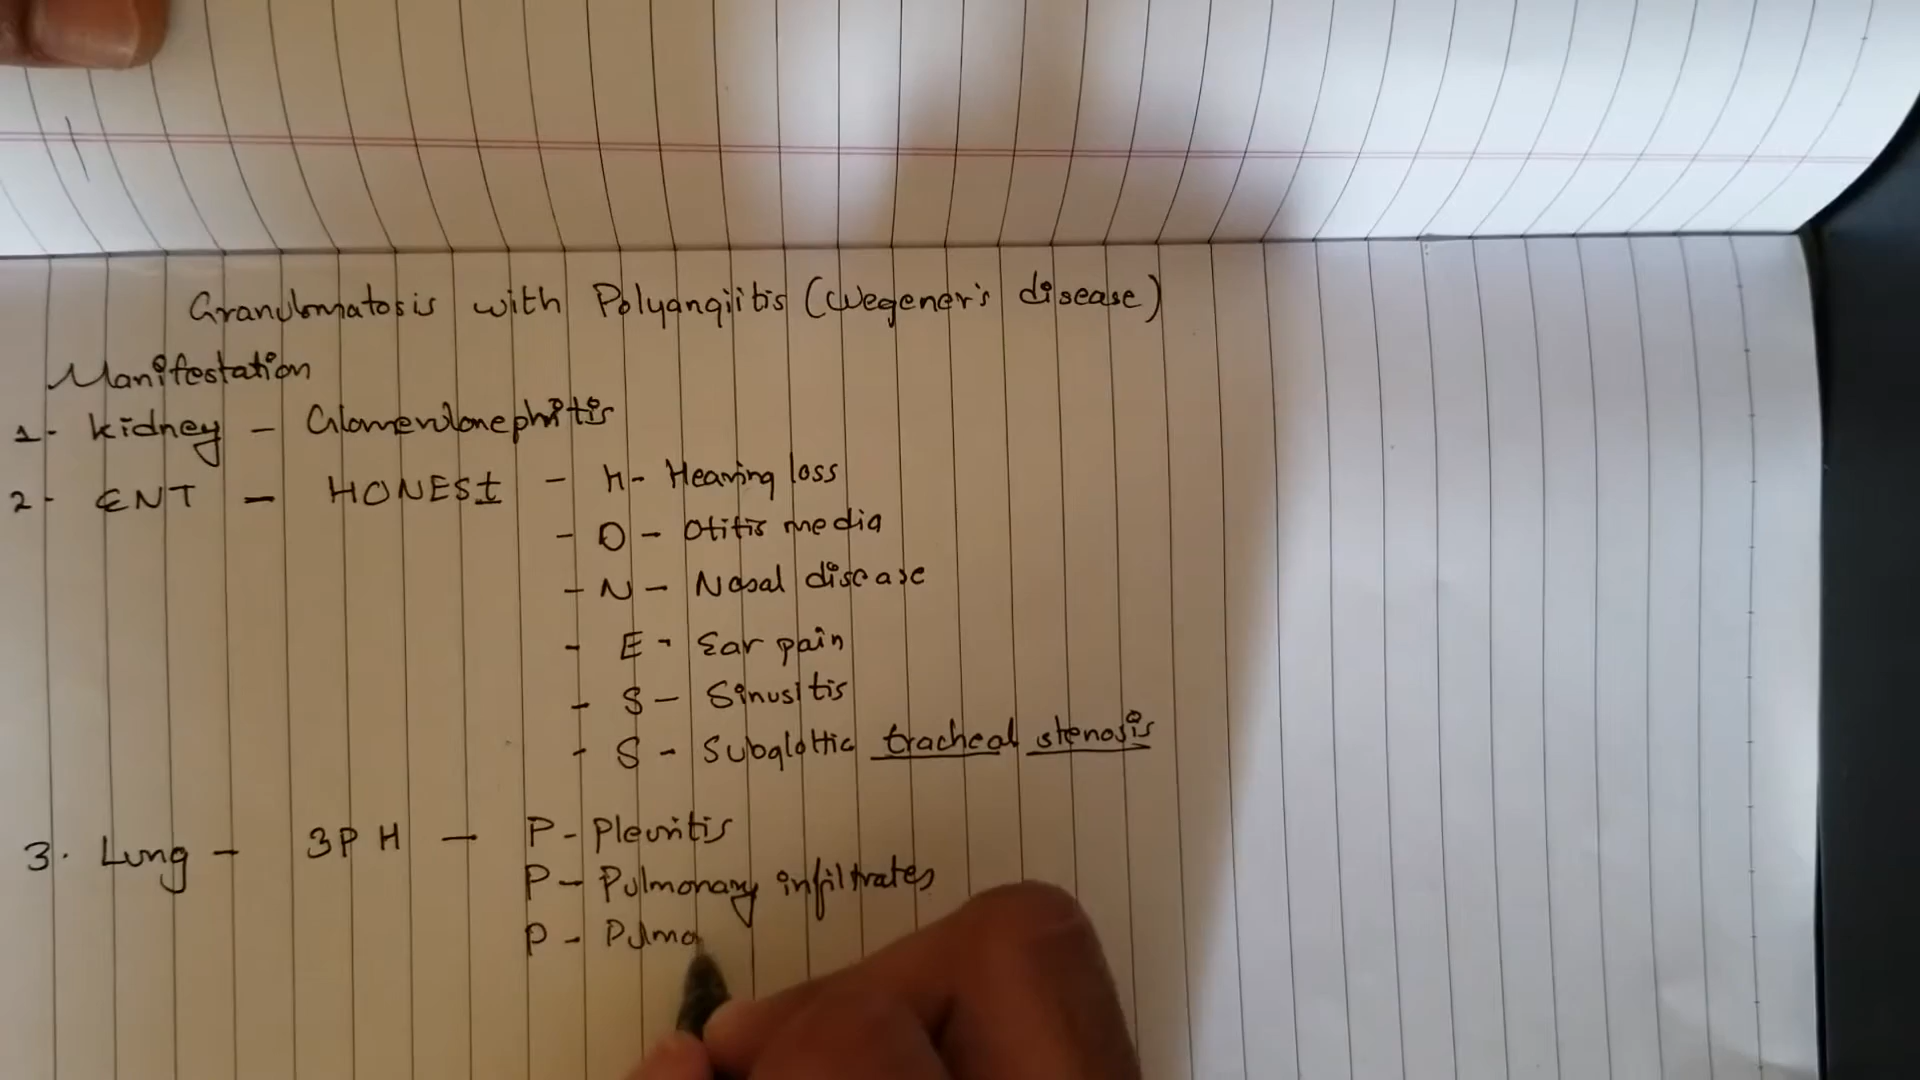 Granulomatosis with Polyangiitis (Wegener's disease)
Manifestation
1- Kidney - Glomerulonephritis
2- ENT - HONESt - H- Hearing loss
- O - Otitis media
- N - Nasal disease
- E - Ear pain
- S - Sinusitis
- S - Subglottic tracheal stenosis
3. Lung - 3PH - P - Pleuritis
P - Pulmonary infiltrates
P - Pulmo